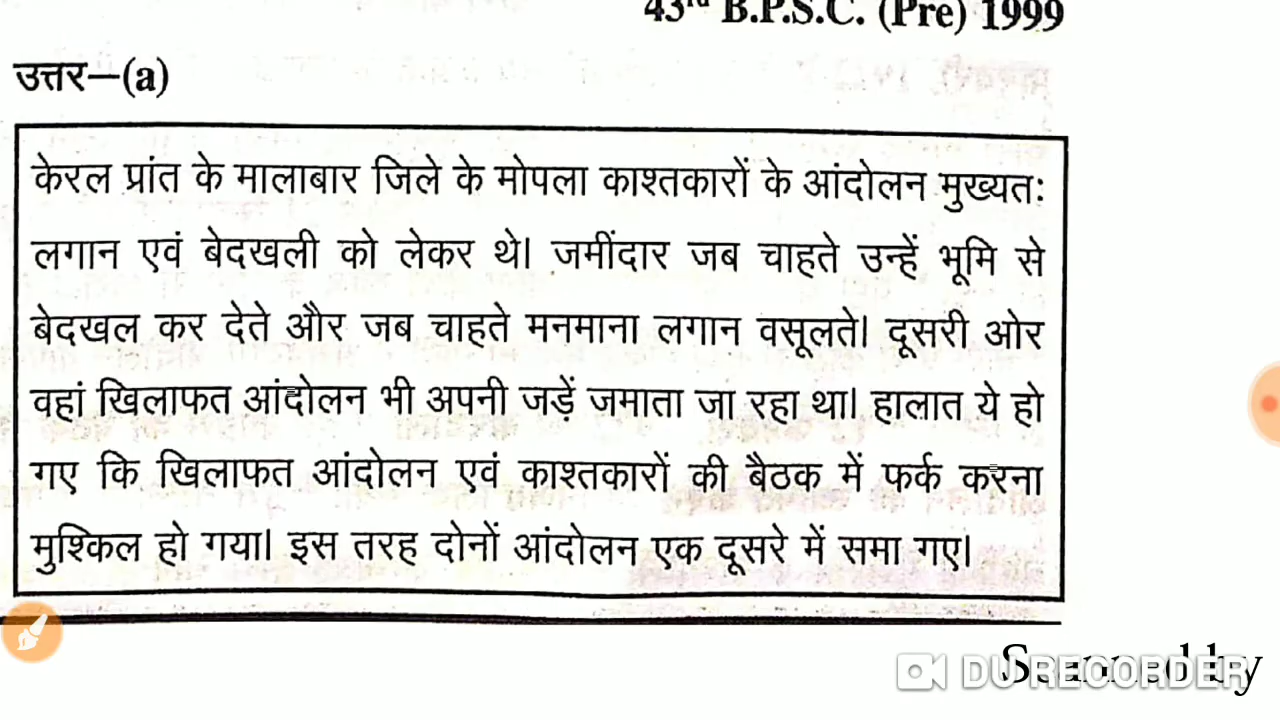 43rd B.P.S.C. (Pre) 1999
उत्तर—(a)
केरल प्रांत के मालाबार जिले के मोपला काश्तकारों के आंदोलन मुख्यतः
लगान एवं बेदखली को लेकर थे। जमींदार जब चाहते उन्हें भूमि से
बेदखल कर देते और जब चाहते मनमाना लगान वसूलते। दूसरी ओर
वहां खिलाफत आंदोलन भी अपनी जड़ें जमाता जा रहा था। हालात ये हो
गए कि खिलाफत आंदोलन एवं काश्तकारों की बैठक में फर्क करना
मुश्किल हो गया। इस तरह दोनों आंदोलन एक दूसरे में समा गए।
Scanned by
DU RECORDER